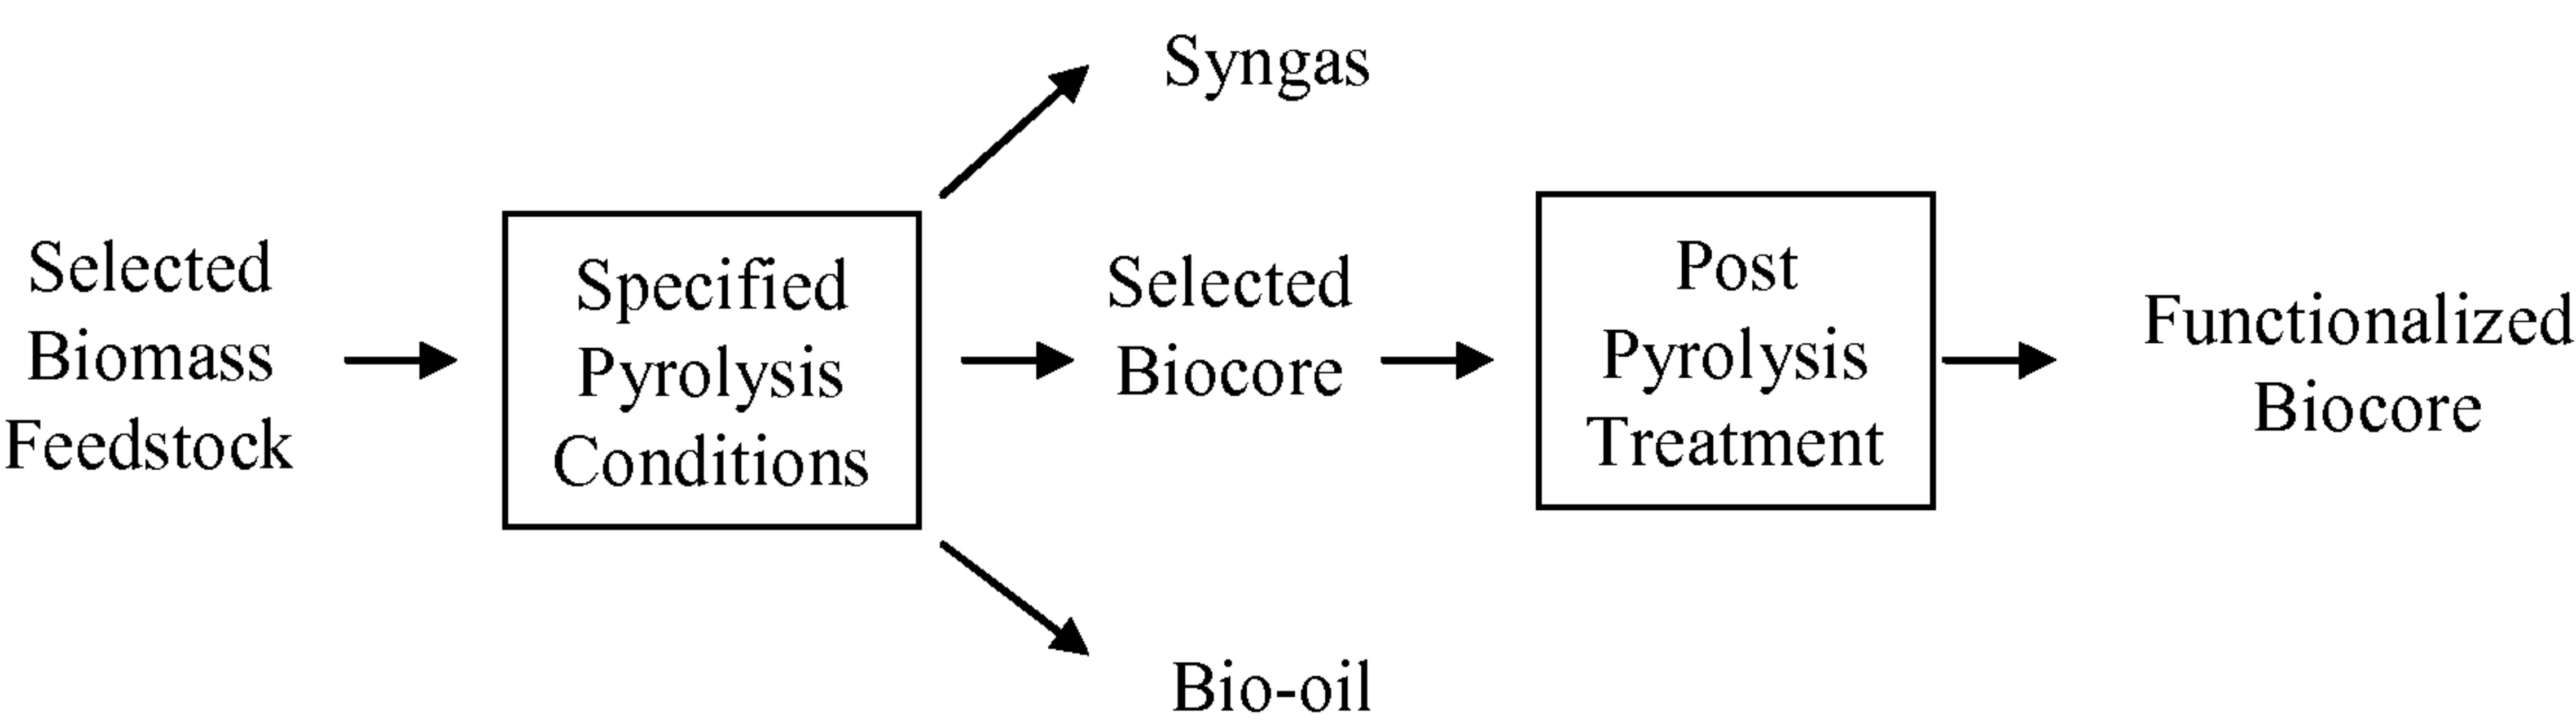 Selected
Biomass
Feedstock
Specified
Pyrolysis
Conditions
Syngas
Selected
Biocore
Bio-oil
Post
Pyrolysis
Treatment
Functionalized
Biocore